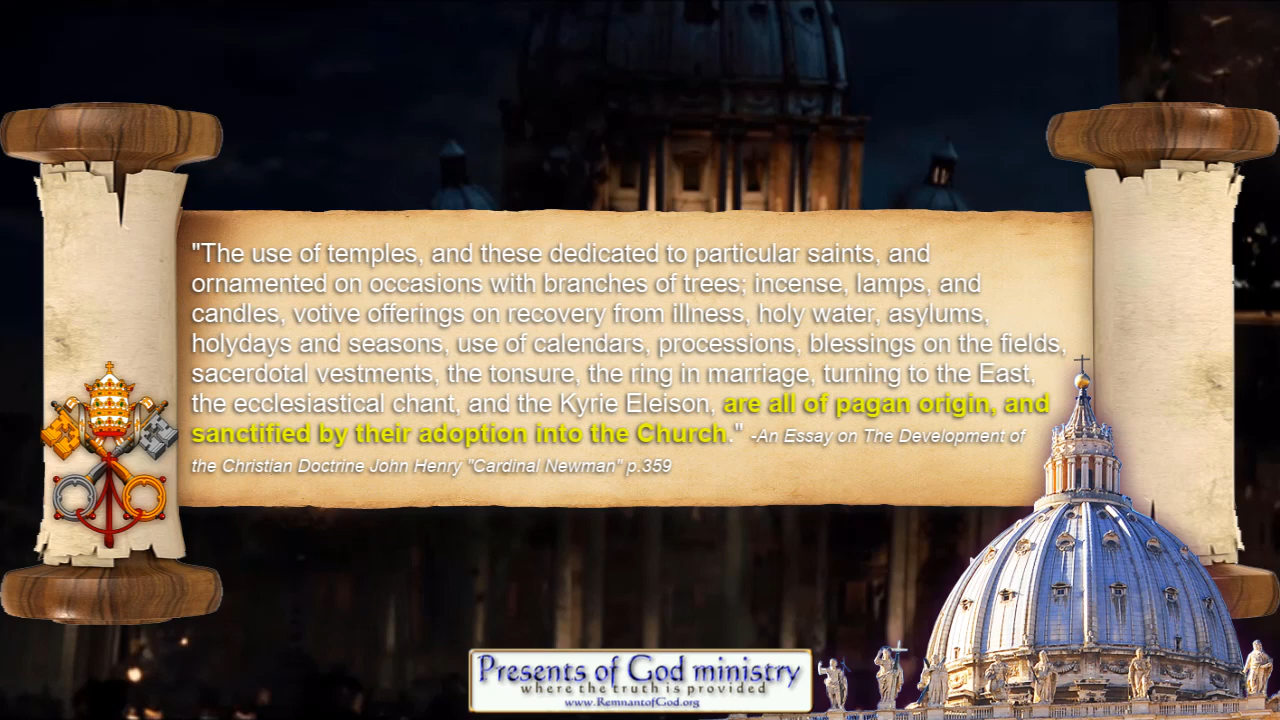 "The use of temples, and these dedicated to particular saints, and
ornamented on occasions with branches of trees; incense, lamps, and
candles, votive offerings on recovery from illness, holy water, asylums,
holydays and seasons, use of calendars, processions, blessings on the fields,
sacerdotal vestments, the tonsure, the ring in marriage, turning to the East,
the ecclesiastical chant, and the Kyrie Eleison, are all of pagan origin, and
sanctified by their adoption into the Church." -An Essay on The Development of
the Christian Doctrine John Henry "Cardinal Newman" p.359
Presents of God ministry
where the truth is provided
www.RemnantofGod.org